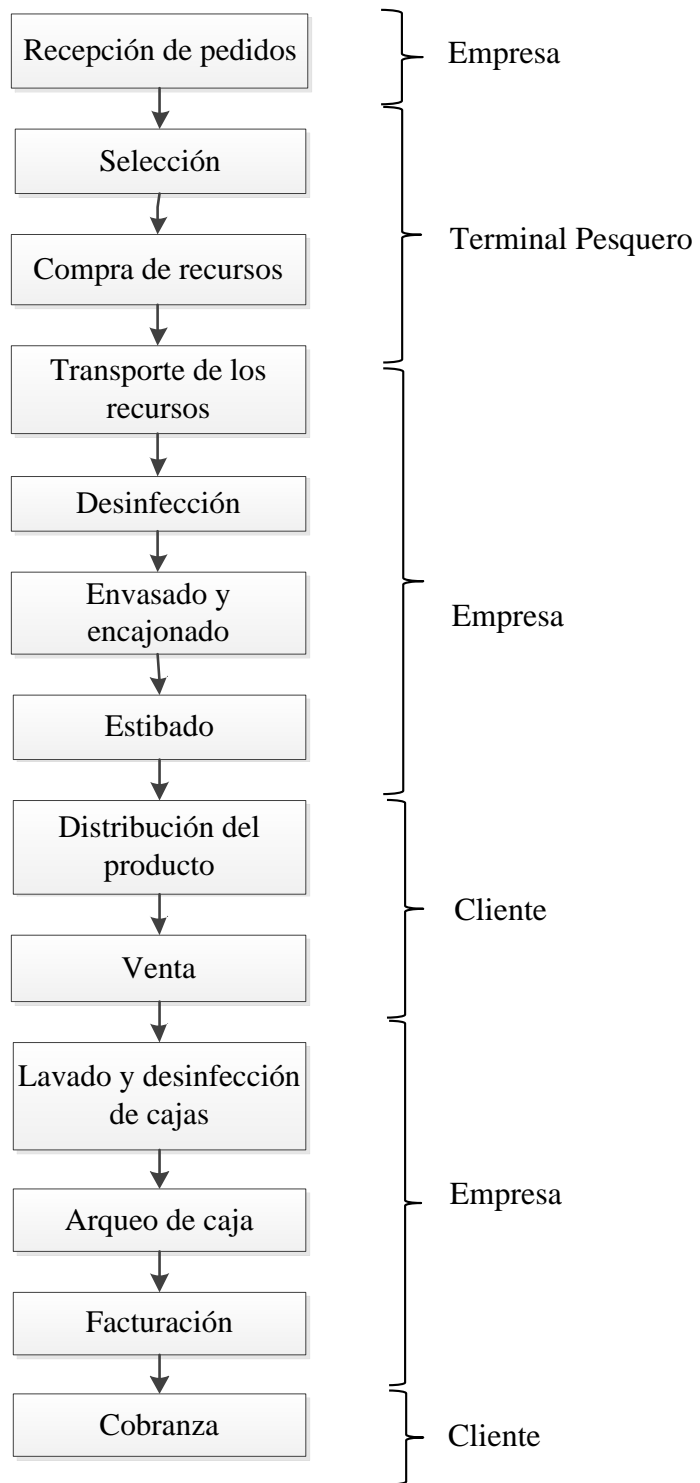 Recepción de pedidos
Empresa
Selección
Terminal Pesquero
Compra de recursos
Transporte de los
recursos
Desinfección
Envasado y
encajonado
Empresa
Estibado
Distribución del
producto
Cliente
Venta
Lavado y desinfección
de cajas
Empresa
Arqueo de caja
Facturación
Cobranza
Cliente